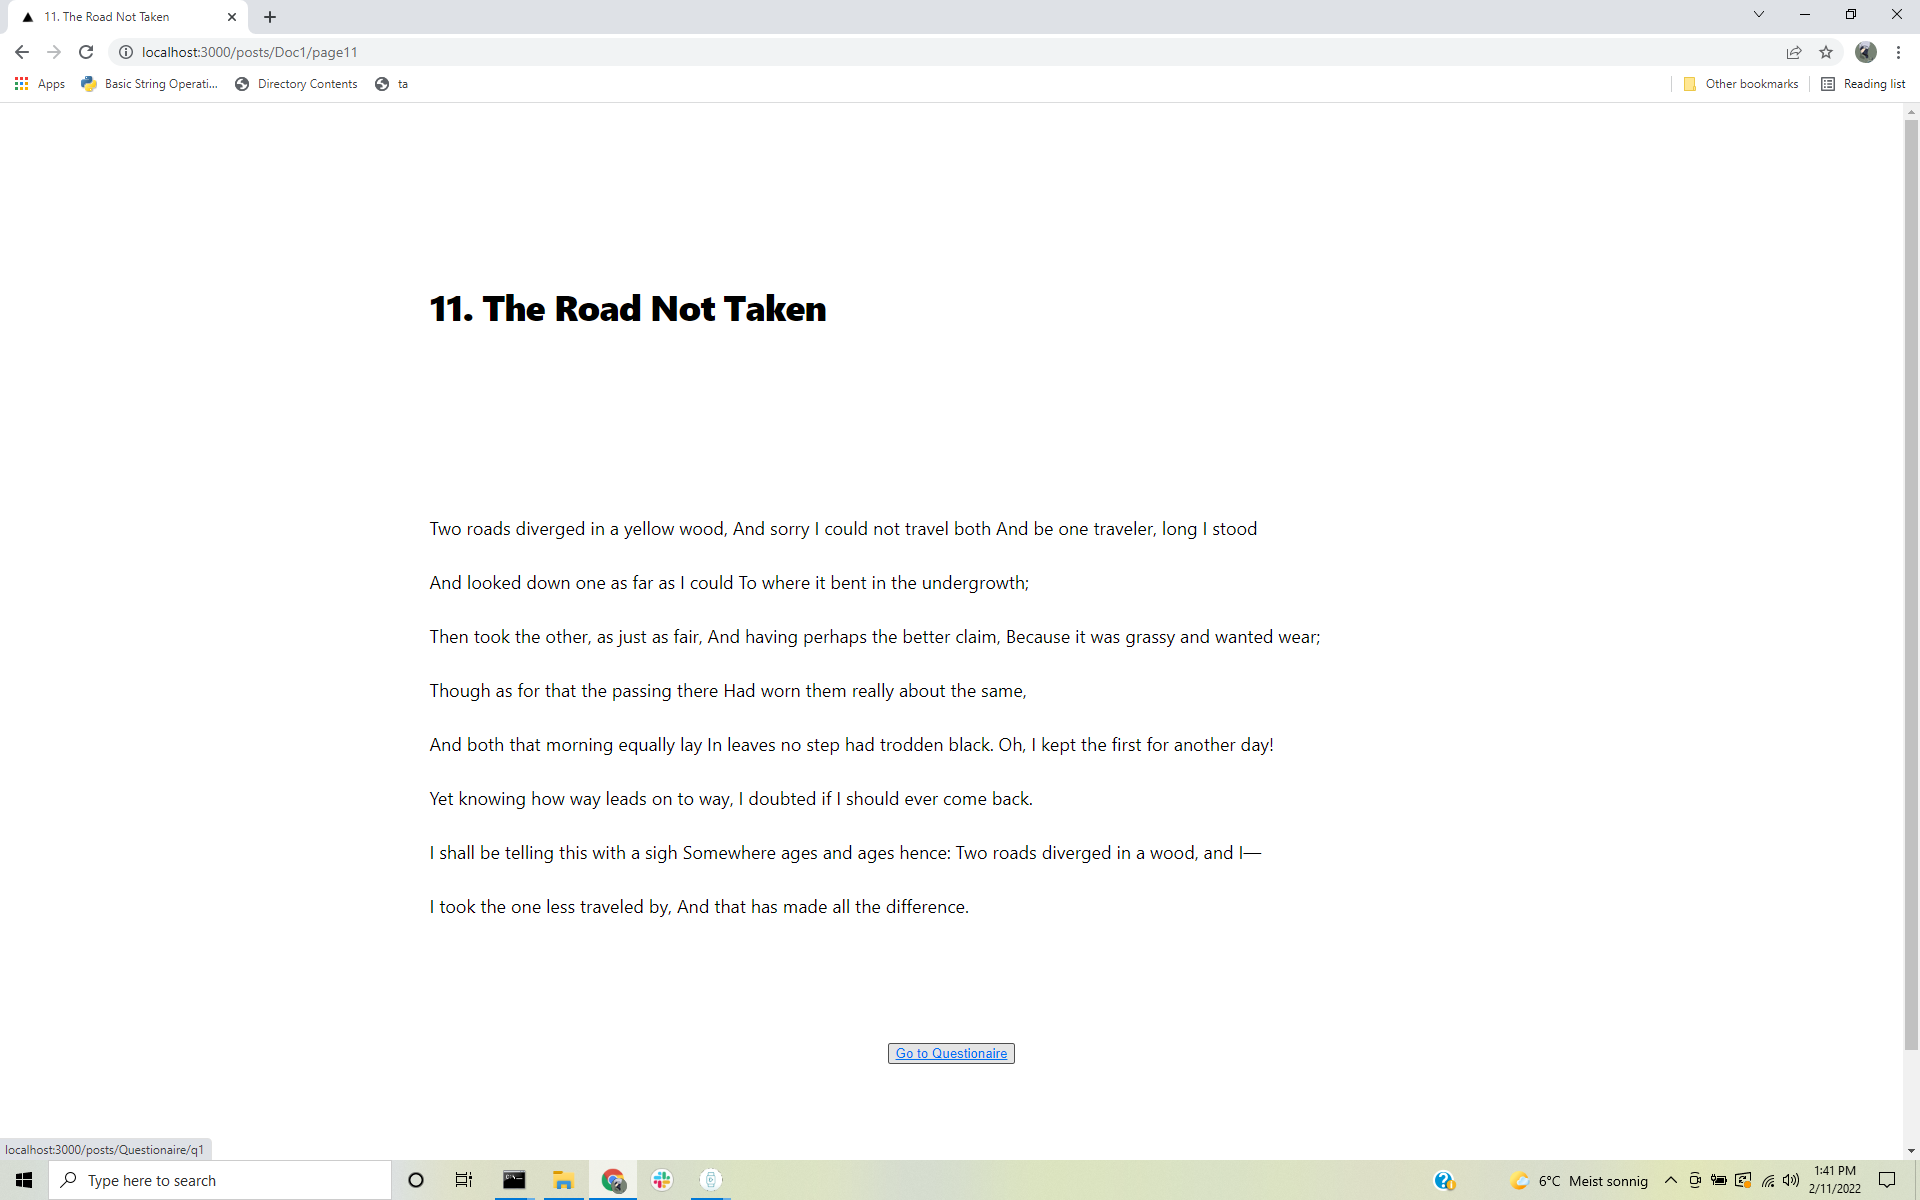 11. The Road Not Taken
localhost:3000/posts/Doc1/page11
Apps
Basic String Operati...
Directory Contents
ta
Other bookmarks
Reading list
11. The Road Not Taken
Two roads diverged in a yellow wood, And sorry I could not travel both And be one traveler, long I stood
And looked down one as far as I could To where it bent in the undergrowth;
Then took the other, as just as fair, And having perhaps the better claim, Because it was grassy and wanted wear;
Though as for that the passing there Had worn them really about the same,
And both that morning equally lay In leaves no step had trodden black. Oh, I kept the first for another day!
Yet knowing how way leads on to way, I doubted if I should ever come back.
I shall be telling this with a sigh Somewhere ages and ages hence: Two roads diverged in a wood, and I—
I took the one less traveled by, And that has made all the difference.
Go to Questionaire
localhost:3000/posts/Questionaire/q1
Type here to search
6°C Meist sonnig
1:41 PM
2/11/2022